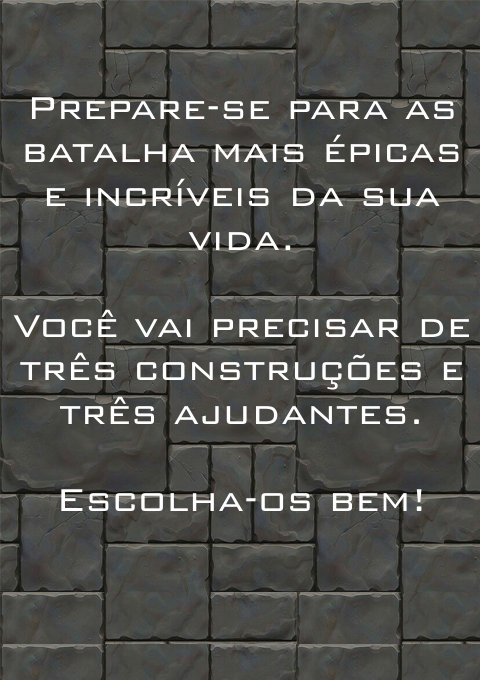 Prepare-se para as
batalha mais épicas
e incríveis da sua
vida.
Você vai precisar de
três construções e
três ajudantes.
Escolha-os bem!